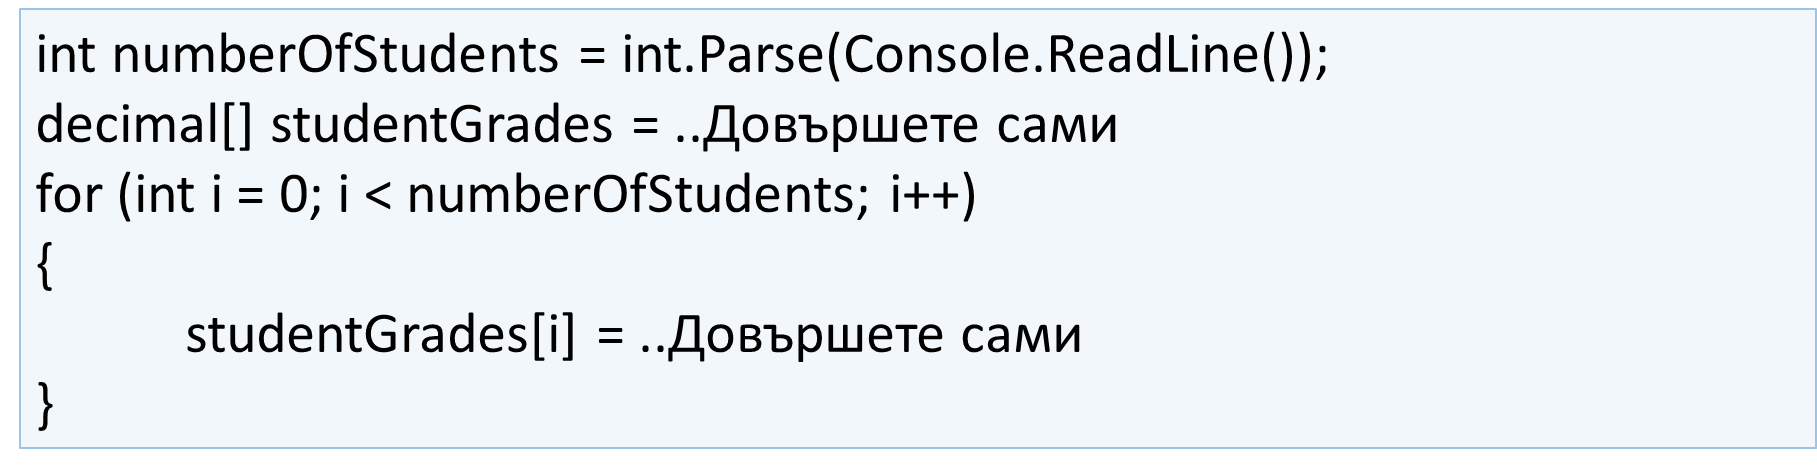 int numberOfStudents = int.Parse(Console.ReadLine());
decimal[] studentGrades = ..Довършете сами
for (int i = 0; i < numberOfStudents; i++)
{
studentGrades[i] = ..Довършете сами
}